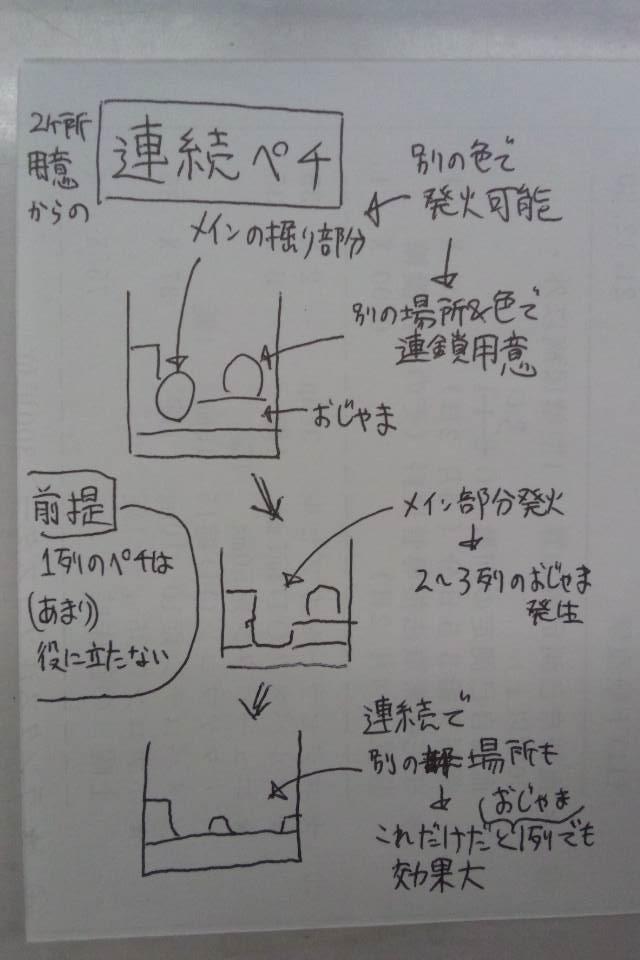 2ヶ所
用意
からの
連続ペチ
別の色で
発火可能
メインの掘り部分
別の場所&色で
連鎖用意
おじゃま
前提
1列のペチは
(あまり)
役に立たない
メイン部分発火
2〜3列のおじゃま
発生
連続で
別の場所も
おじゃま
これだけだと1列でも
効果大